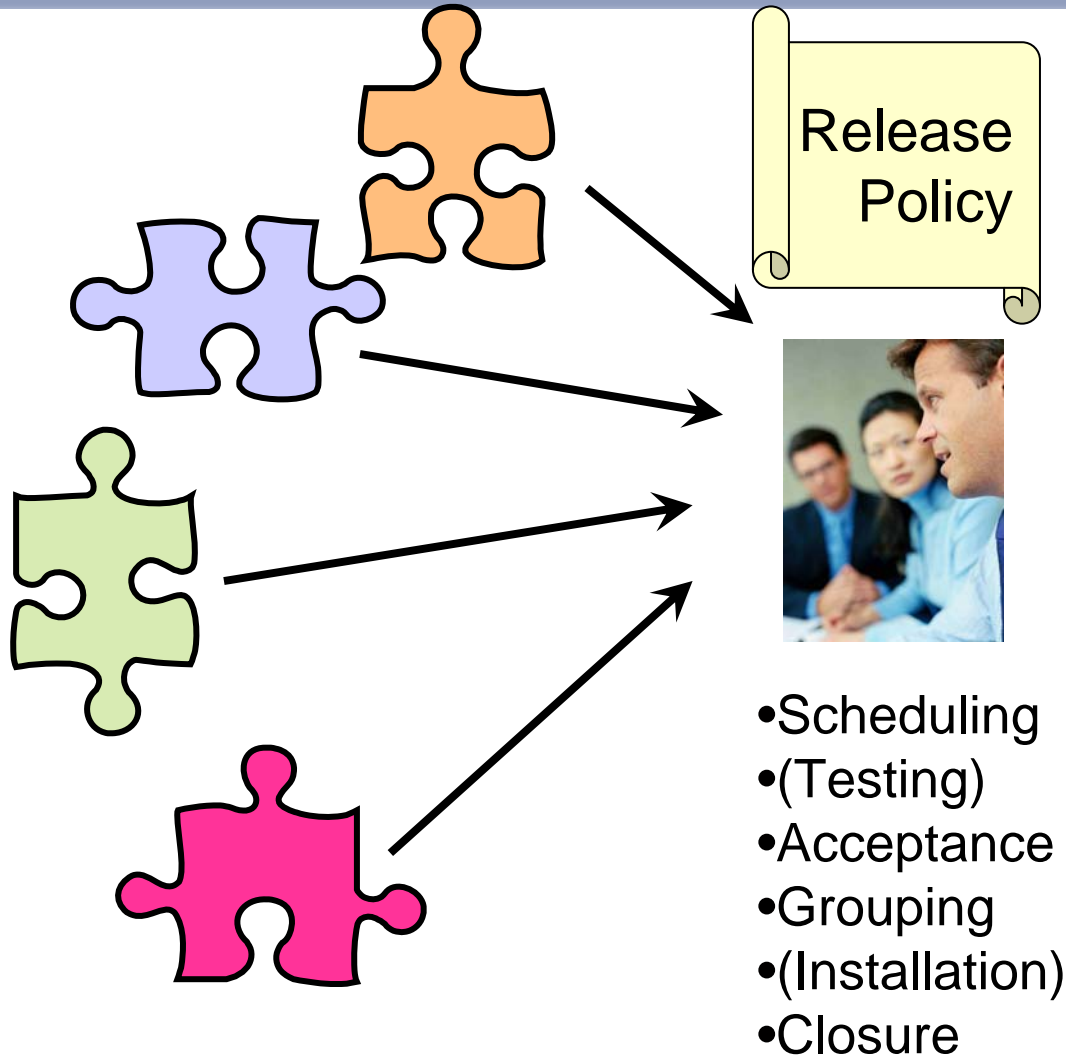 Release
Policy
•Scheduling
•(Testing)
•Acceptance
•Grouping
•(Installation)
•Closure